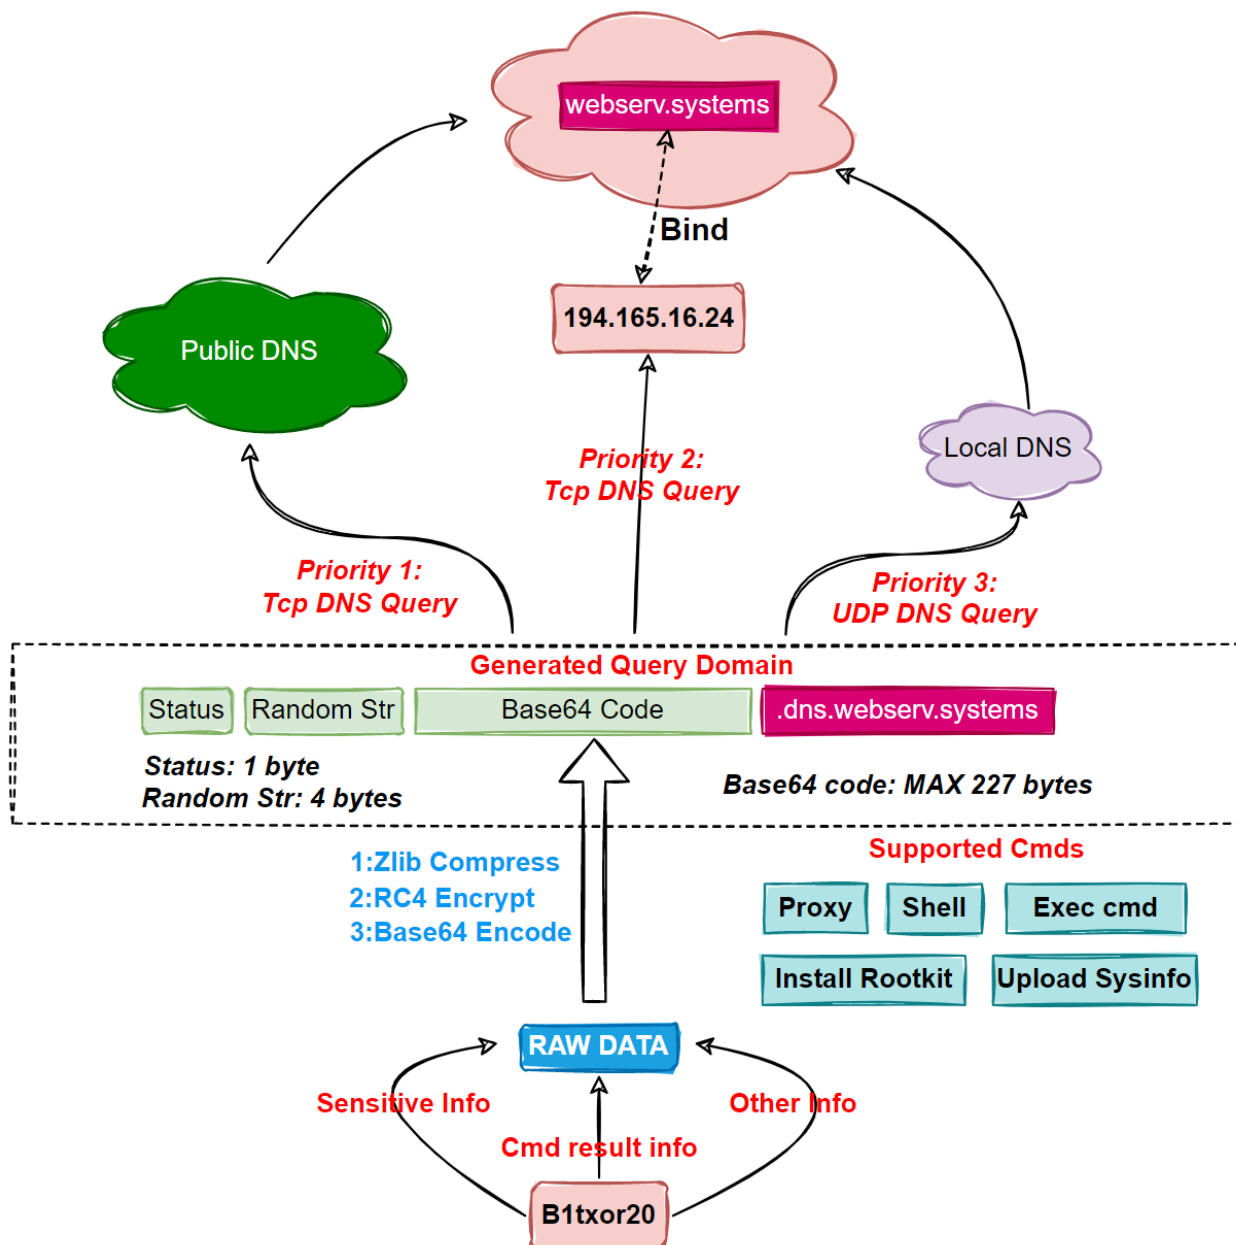 webserv.systems
Bind
194.165.16.24
Public DNS
Local DNS
Priority 2:
Tcp DNS Query
Priority 1:
Tcp DNS Query
Priority 3:
UDP DNS Query
Generated Query Domain
Status
Random Str
Base64 Code
.dns.webserv.systems
Status: 1 byte
Random Str: 4 bytes
Base64 code: MAX 227 bytes
1:Zlib Compress
2:RC4 Encrypt
3:Base64 Encode
Supported Cmds
Proxy
Shell
Exec cmd
Install Rootkit
Upload Sysinfo
RAW DATA
Sensitive Info
Other Info
Cmd result info
B1txor20